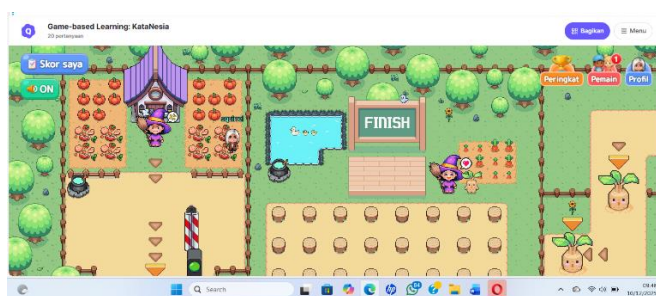 Game-based Learning: KataNesia
20 pertanyaan
Bagikan
Menu
Skor saya
ON
Peringkat
Pemain
Profil
FINISH
Search